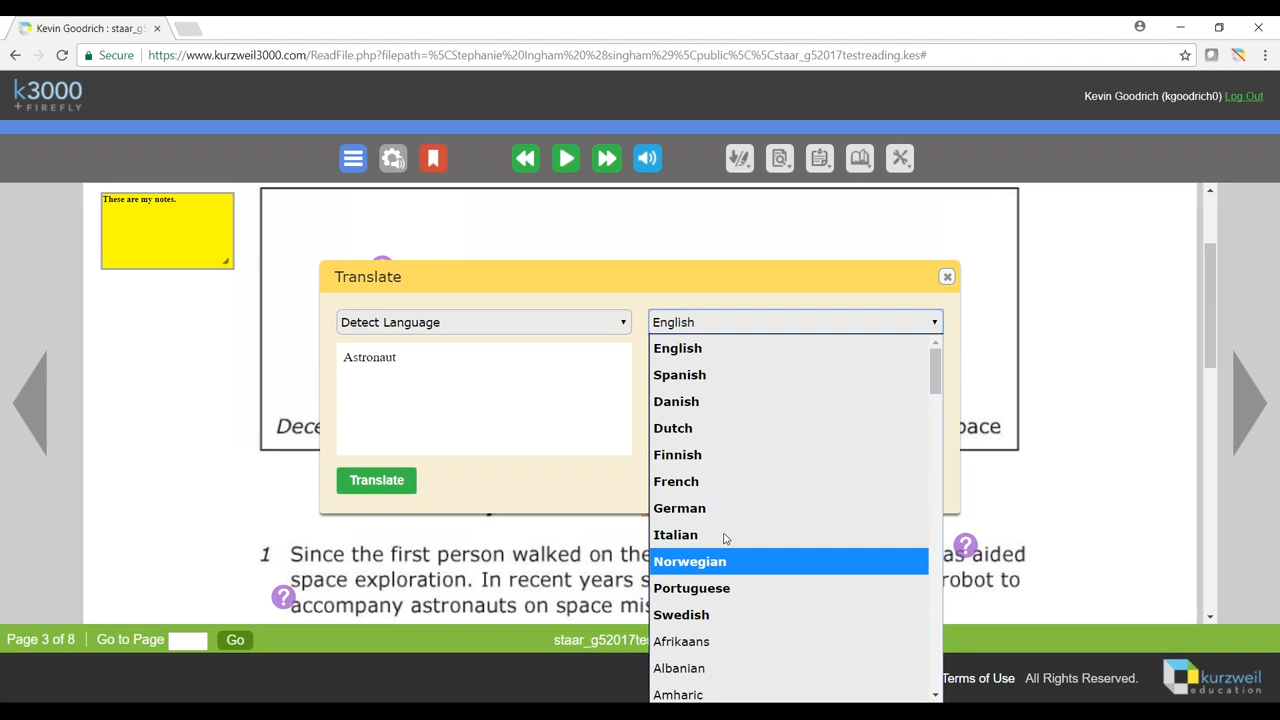 Kevin Goodrich : staar_g5
Secure
https://www.kurzweil3000.com/ReadFile.php?filepath=%5CStephanie%20Ingham%20%28singham%29%5Cpublic%5C%5Cstaar_g52017testreading.kes#
k3000
+FIREFLY
Kevin Goodrich (kgoodrich0) Log Out
These are my notes.
Translate
Detect Language
English
Astronaut
English
Spanish
Danish
Dutch
Finnish
French
German
Italian
Norwegian
Portuguese
Swedish
Afrikaans
Albanian
Amharic
Translate
1 Since the first person walked on the as aided
space exploration. In recent years robot to
accompany astronauts on space
Page 3 of 8 Go to Page Go
staar_g52017te
Terms of Use All Rights Reserved.
kurzweil
education